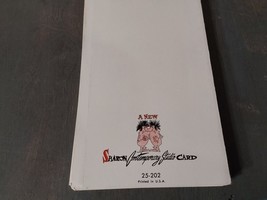 A NEW
SHARON Contemporary Studio CARD
25-202
Printed in U.S.A.